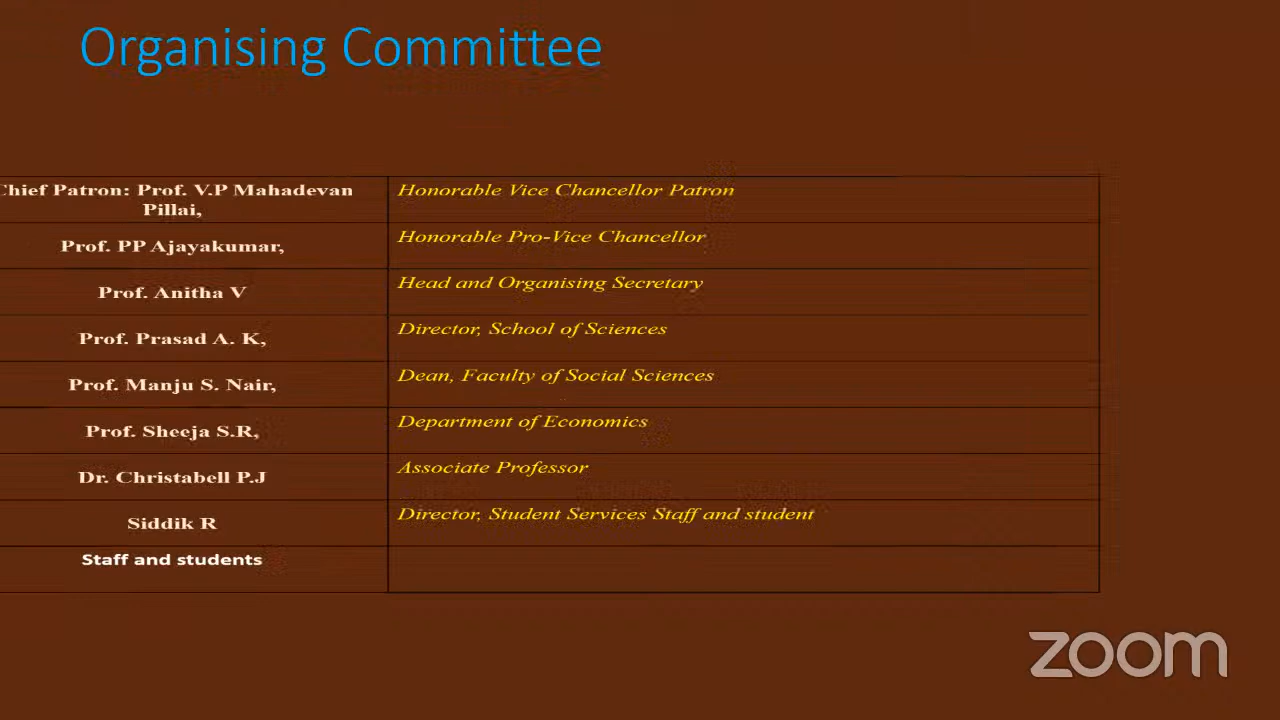 Organising Committee
Chief Patron: Prof. V.P Mahadevan
Pillai,
Honorable Vice Chancellor Patron
Prof. PP Ajayakumar,
Honorable Pro-Vice Chancellor
Prof. Anitha V
Head and Organising Secretary
Prof. Prasad A. K,
Director, School of Sciences
Prof. Manju S. Nair,
Dean, Faculty of Social Sciences
Prof. Sheeja S.R,
Department of Economics
Dr. Christabell P.J
Associate Professor
Siddik R
Director, Student Services Staff and student
Staff and students
zoom